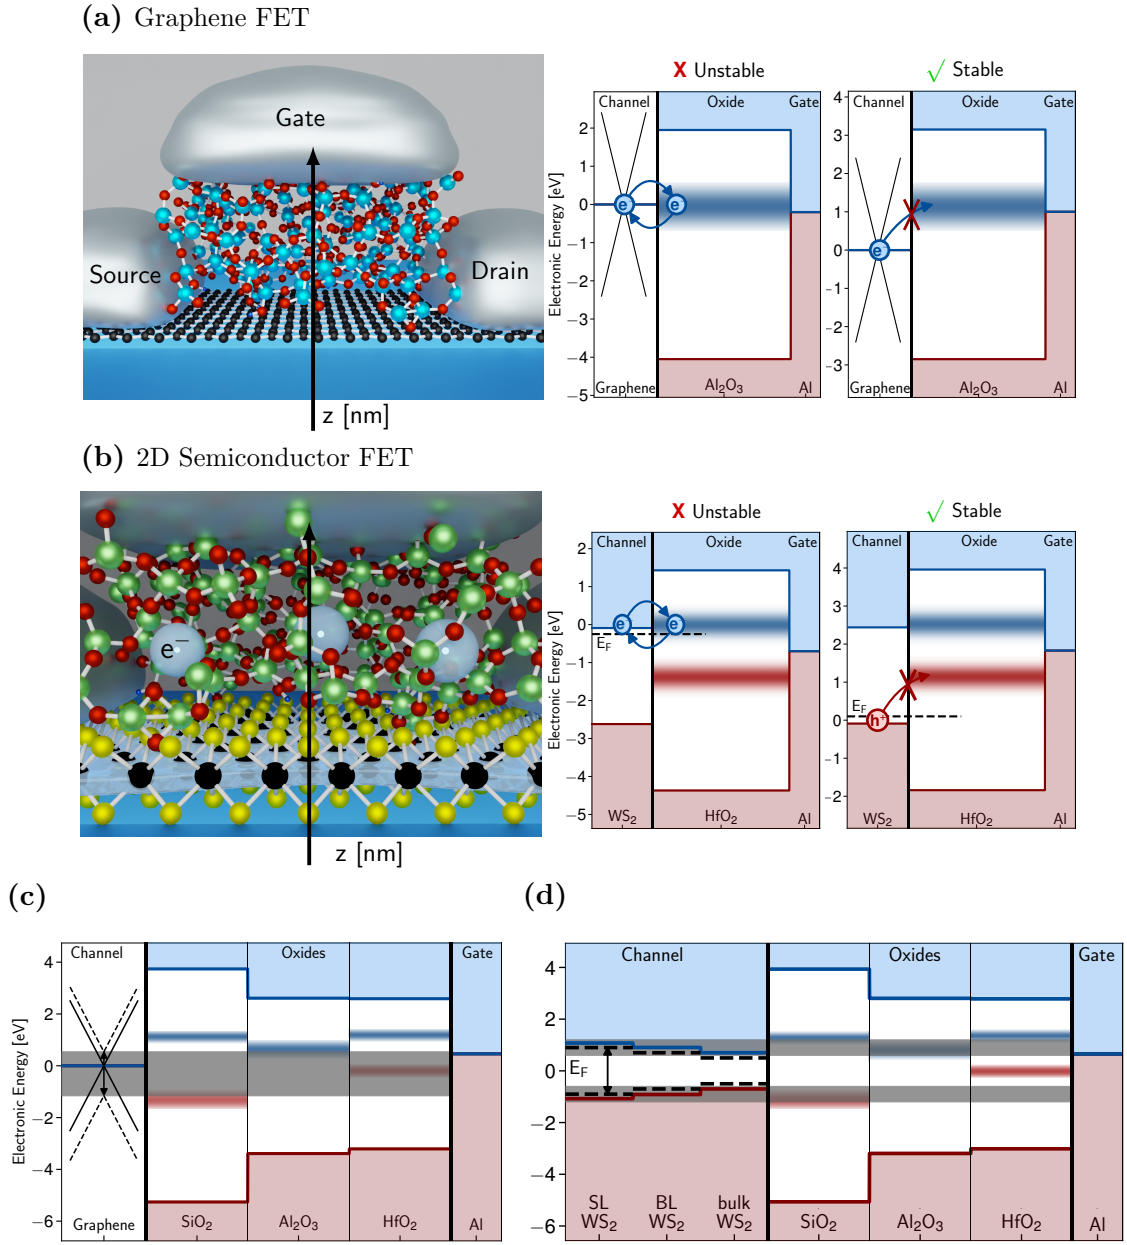 (a) Graphene FET
Gate
Source
Drain
z [nm]
X Unstable
Channel
Oxide
Gate
Electronic Energy [eV]
2
1
0
−1
−2
−3
−4
−5
e⁻
e⁻
Graphene
Al₂O₃
Al
√ Stable
Channel
Oxide
Gate
4
3
2
1
0
−1
−2
−3
e⁻
Graphene
Al₂O₃
Al
(b) 2D Semiconductor FET
e⁻
z [nm]
X Unstable
Channel
Oxide
Gate
Electronic Energy [eV]
2
1
0
−1
−2
−3
−4
−5
e⁻
e⁻
E_F
WS₂
HfO₂
Al
√ Stable
Channel
Oxide
Gate
4
3
2
1
0
−1
−2
E_F
h⁺
WS₂
HfO₂
Al
(c)
Channel
Oxides
Gate
Electronic Energy [eV]
4
2
0
−2
−4
−6
Graphene
SiO₂
Al₂O₃
HfO₂
Al
(d)
Channel
Oxides
Gate
4
2
0
−2
−4
−6
E_F
SL
WS₂
BL
WS₂
bulk
WS₂
SiO₂
Al₂O₃
HfO₂
Al